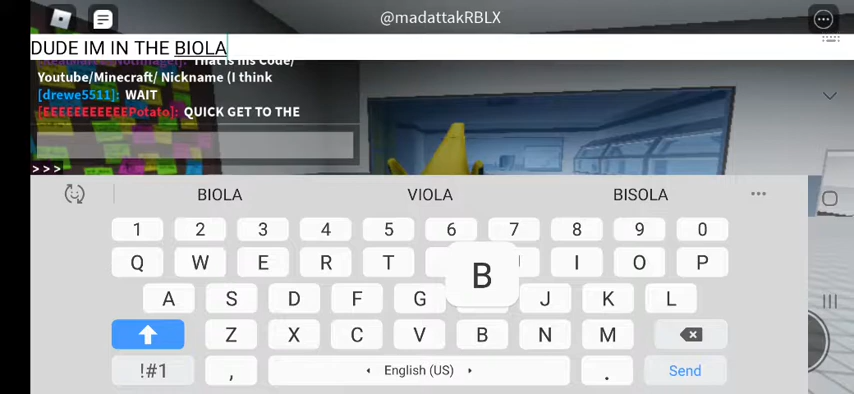 @madattakRBLX
DUDE IM IN THE BIOLA
That is his Code/
Youtube/Minecraft/ Nickname (I think
[drewe5511]: WAIT
[EEEEEEEEEEEPotato]: QUICK GET TO THE
>>>
BIOLA VIOLA BISOLA
1 2 3 4 5 6 7 8 9 0
Q W E R T I O P
B
A S D F G J K L
Z X C V B N M
!#1 , English (US) . Send